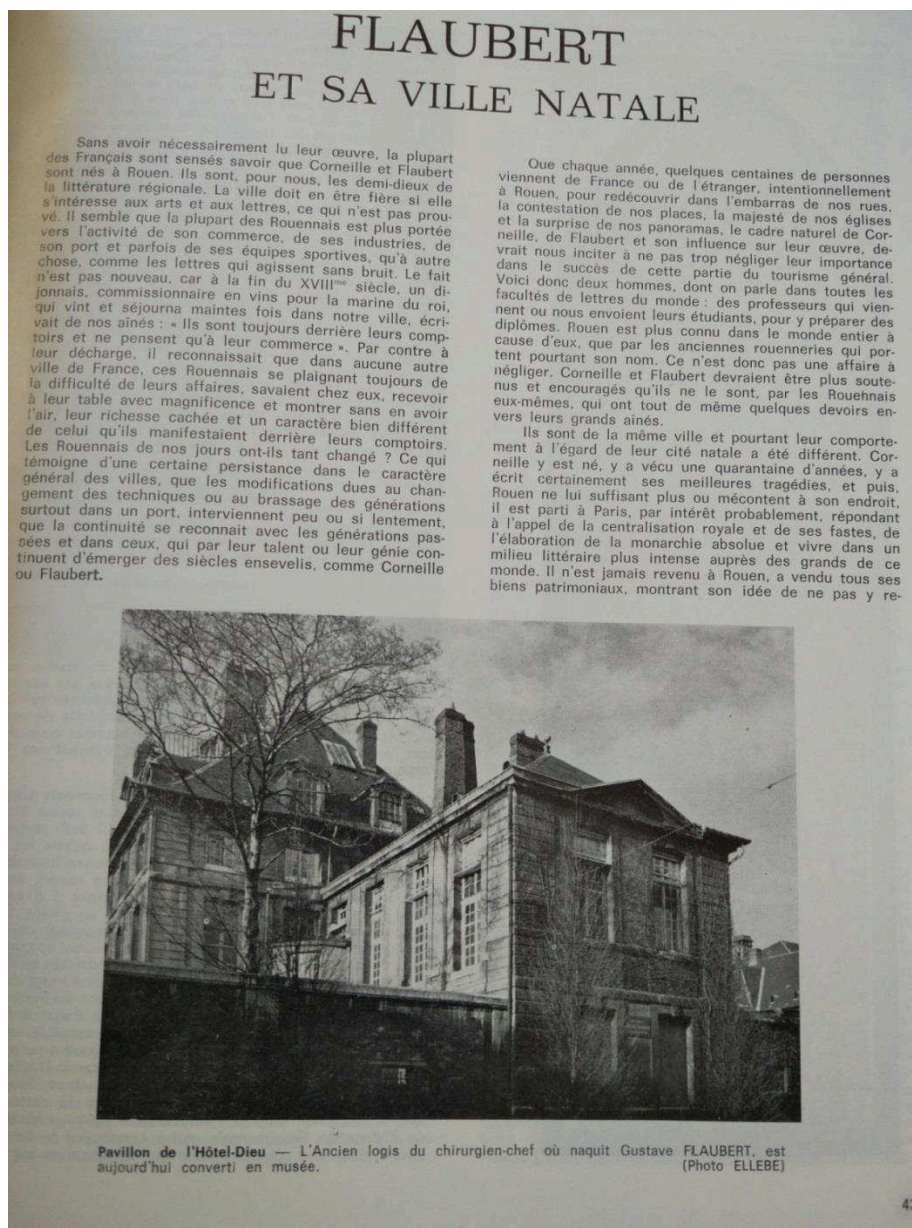 FLAUBERT
ET SA VILLE NATALE
Sans avoir nécessairement lu leur œuvre, la plupart
des Français sont sensés savoir que Corneille et Flaubert
sont nés à Rouen. Ils sont, pour nous, les demi-dieux de
la littérature régionale. La ville doit en être fière si elle
s'intéresse aux arts et aux lettres, ce qui n'est pas prou-
vé. Il semble que la plupart des Rouennais est plus portée
vers l'activité de son commerce, de ses industries, de
son port et parfois de ses équipes sportives, qu'à autre
chose, comme les lettres qui agissent sans bruit. Le fait
n'est pas nouveau, car à la fin du XVIIIme siècle, un di-
jonnais, commissionnaire en vins pour la marine du roi,
qui vint et séjourna maintes fois dans notre ville, écri-
vait de nos aînés : « Ils sont toujours derrière leurs comp-
toirs et ne pensent qu'à leur commerce ». Par contre à
leur décharge, il reconnaissait que dans aucune autre
ville de France, ces Rouennais se plaignant toujours de
la difficulté de leurs affaires, savaient chez eux, recevoir
à leur table avec magnificence et montrer sans en avoir
l'air, leur richesse cachée et un caractère bien différent
de celui qu'ils manifestaient derrière leurs comptoirs.
Les Rouennais de nos jours ont-ils tant changé ? Ce qui
témoigne d'une certaine persistance dans le caractère
général des villes, que les modifications dues au chan-
gement des techniques ou au brassage des générations
surtout dans un port, interviennent peu ou si lentement,
que la continuité se reconnait avec les générations pas-
sées et dans ceux, qui par leur talent ou leur génie con-
tinuent d'émerger des siècles ensevelis, comme Corneille
ou Flaubert.
Que chaque année, quelques centaines de personnes
viennent de France ou de l'étranger, intentionnellement
à Rouen, pour redécouvrir dans l'embarras de nos rues,
la contestation de nos places, la majesté de nos églises
et la surprise de nos panoramas, le cadre naturel de Cor-
neille, de Flaubert et son influence sur leur œuvre, de-
vrait nous inciter à ne pas trop négliger leur importance
dans le succès de cette partie du tourisme général.
Voici donc deux hommes, dont on parle dans toutes les
facultés de lettres du monde : des professeurs qui vien-
nent ou nous envoient leurs étudiants, pour y préparer des
diplômes. Rouen est plus connu dans le monde entier à
cause d'eux, que par les anciennes rouenneries qui por-
tent pourtant son nom. Ce n'est donc pas une affaire à
négliger. Corneille et Flaubert devraient être plus soute-
nus et encouragés qu'ils ne le sont, par les Rouehnais
eux-mêmes, qui ont tout de même quelques devoirs en-
vers leurs grands ainés.
Ils sont de la même ville et pourtant leur comporte-
ment à l'égard de leur cité natale a été différent. Cor-
neille y est né, y a vécu une quarantaine d'années, y a
écrit certainement ses meilleures tragédies, et puis,
Rouen ne lui suffisant plus ou mécontent à son endroit,
il est parti à Paris, par intérêt probablement, répondant
à l'appel de la centralisation royale et de ses fastes, de
l'élaboration de la monarchie absolue et vivre dans un
milieu littéraire plus intense auprès des grands de ce
monde. Il n'est jamais revenu à Rouen, a vendu tous ses
biens patrimoniaux, montrant son idée de ne pas y re-
Pavillon de l'Hôtel-Dieu — L'Ancien logis du chirurgien-chef où naquit Gustave FLAUBERT, est
aujourd'hui converti en musée. (Photo ELLEBE)